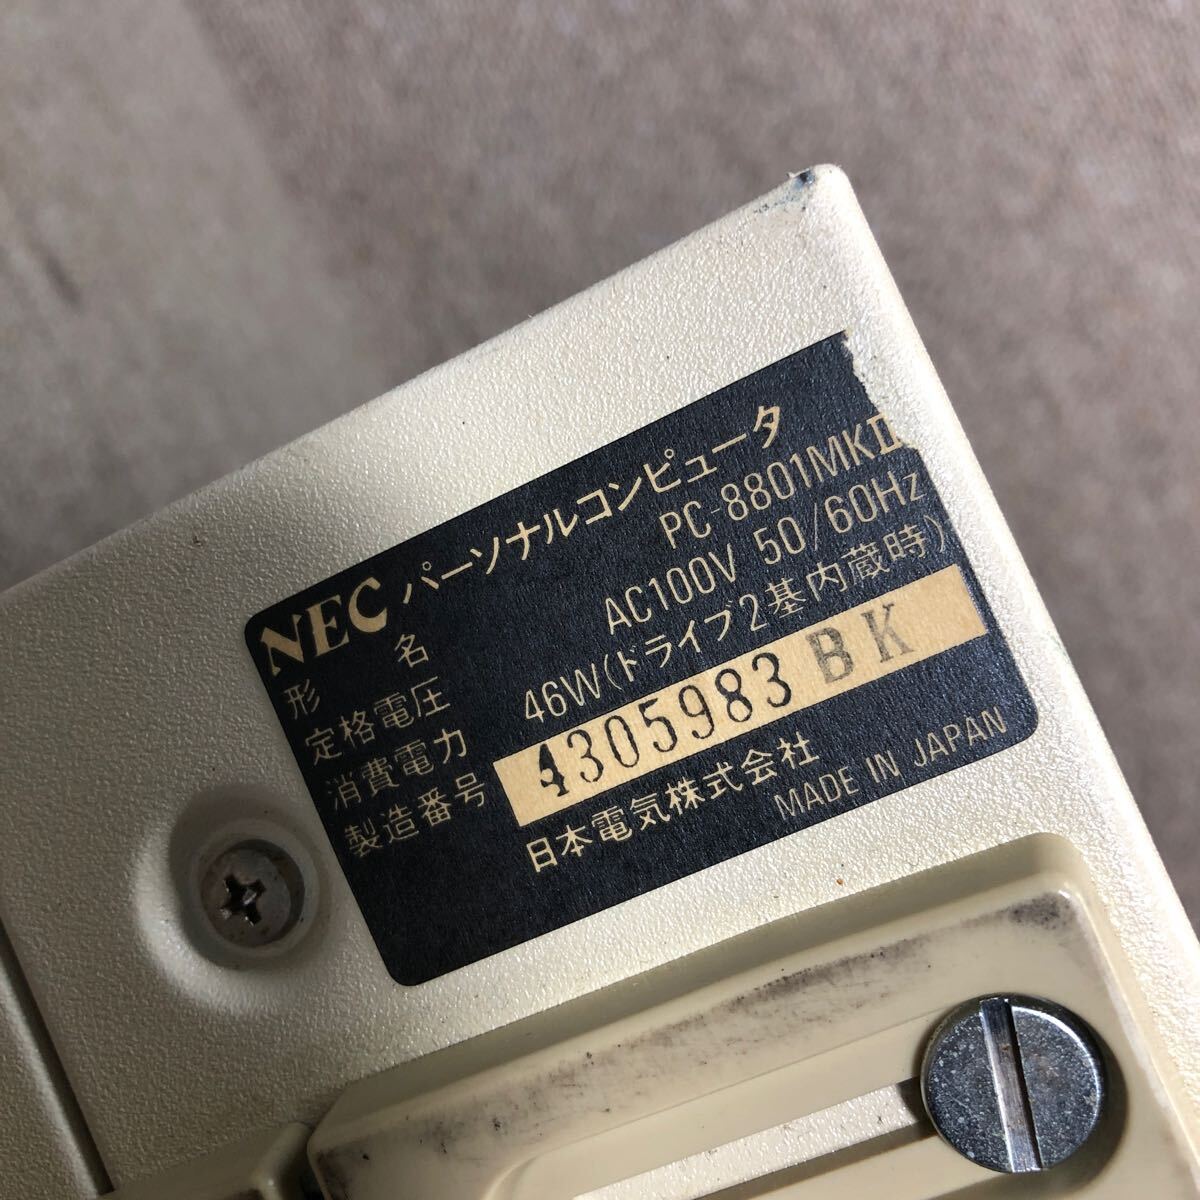 NEC パーソナルコンピュータ
形 名 PC-8801MKII
定格電圧 AC100V 50/60Hz
消費電力 46W(ドライブ2基内蔵時)
製造番号 4305983 BK
日本電気株式会社
MADE IN JAPAN